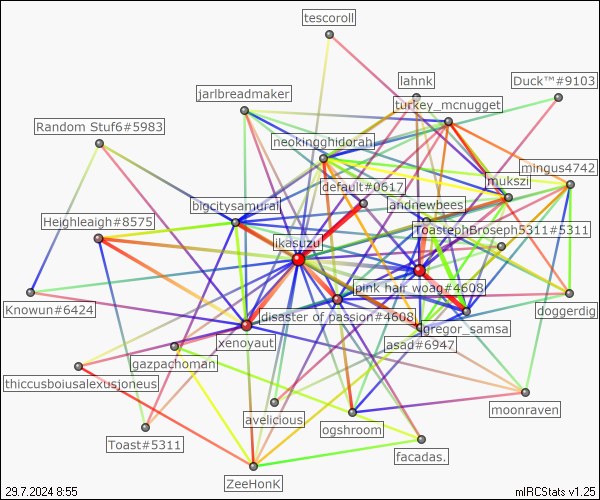 tescoroll
lahnk
Duck™#9103
jarlbreadmaker
turkey_mcnugget
Random Stuf6#5983
neokingghidorah
mingus4742
mukszi
default#0617
bigcitysamurai
andnewbees
Heighleaigh#8575
ToastephBroseph5311#5311
ikasuzu
pink hair woag#4608
Knowun#6424
disaster of passion#4608
doggerdig
gregor_samsa
xenoyaut
asad#6947
gazpachoman
thiccusboiusalexusjoneus
moonraven
avelicious
ogshroom
Toast#5311
facadas.
ZeeHonK
29.7.2024 8:55
mIRCStats v1.25